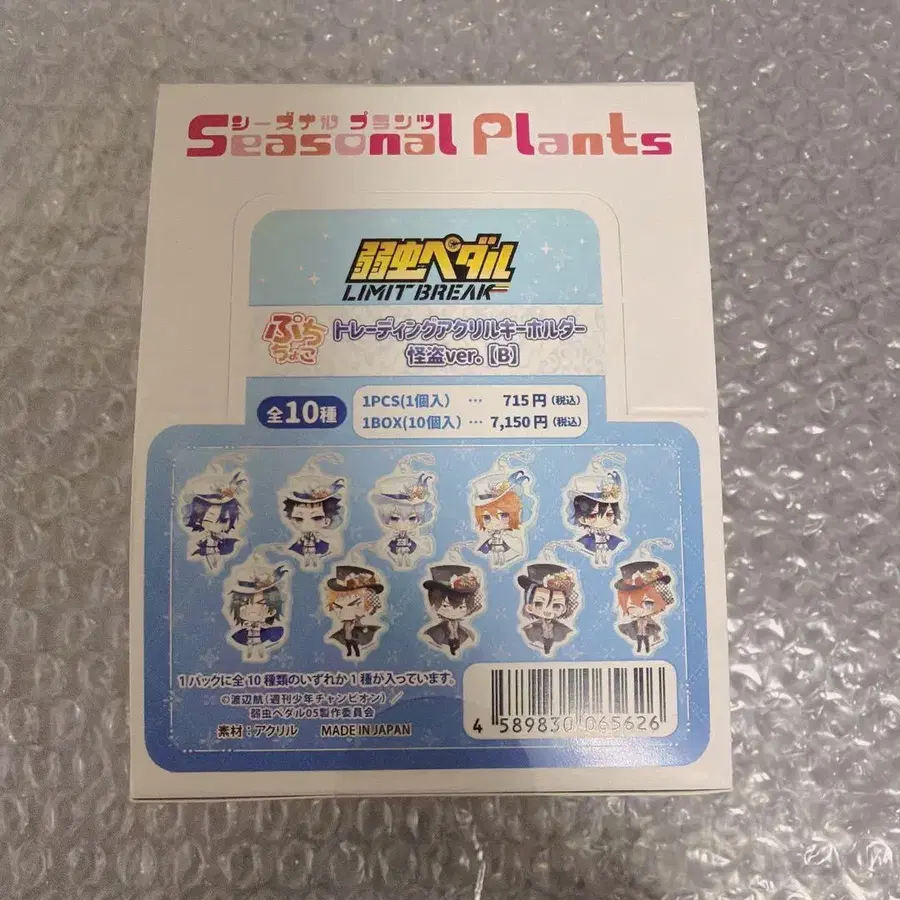 シーズナル プランツ
Seasonal Plants
弱虫ペダル
LIMIT BREAK
ぷちちょこ
トレーディングアクリルキーホルダー
怪盗ver.【B】
全10種
1PCS(1個入) … 715円(税込)
1BOX(10個入) … 7,150円(税込)
1パックに全10種類のいずれか1種が入っています。
©渡辺航(週刊少年チャンピオン)/
弱虫ペダル05製作委員会
素材:アクリル MADE IN JAPAN
4 589830 065626